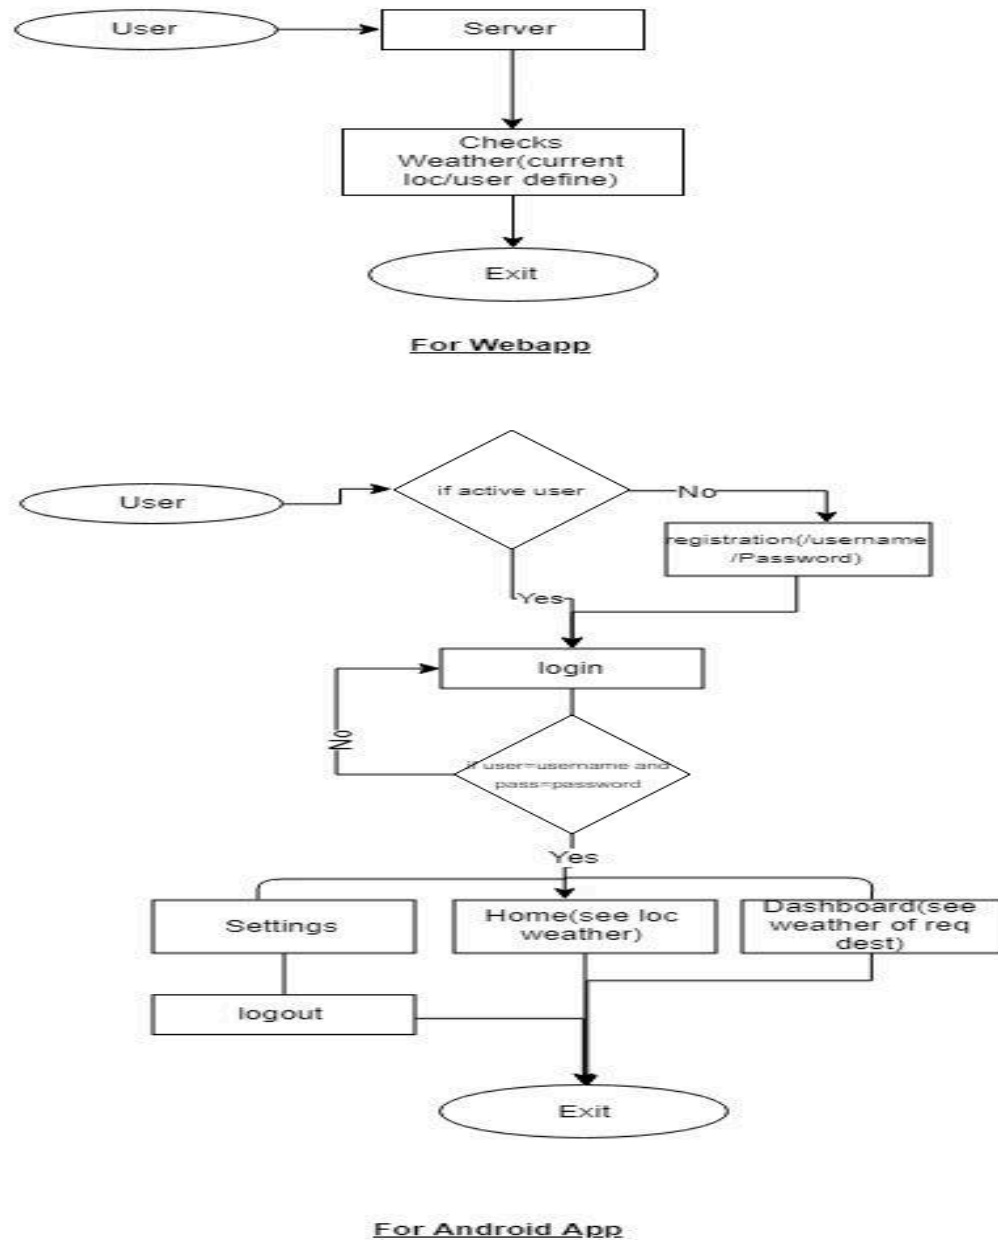 User
Server
Checks
Weather(current
loc/user define)
Exit
For Webapp
if active user
No
User
registration(/username
/Password)
Yes
login
No
if user=username and
pass=password
Yes
Settings
Home(see loc
weather)
Dashboard(see
weather of req
dest)
logout
Exit
For Android App